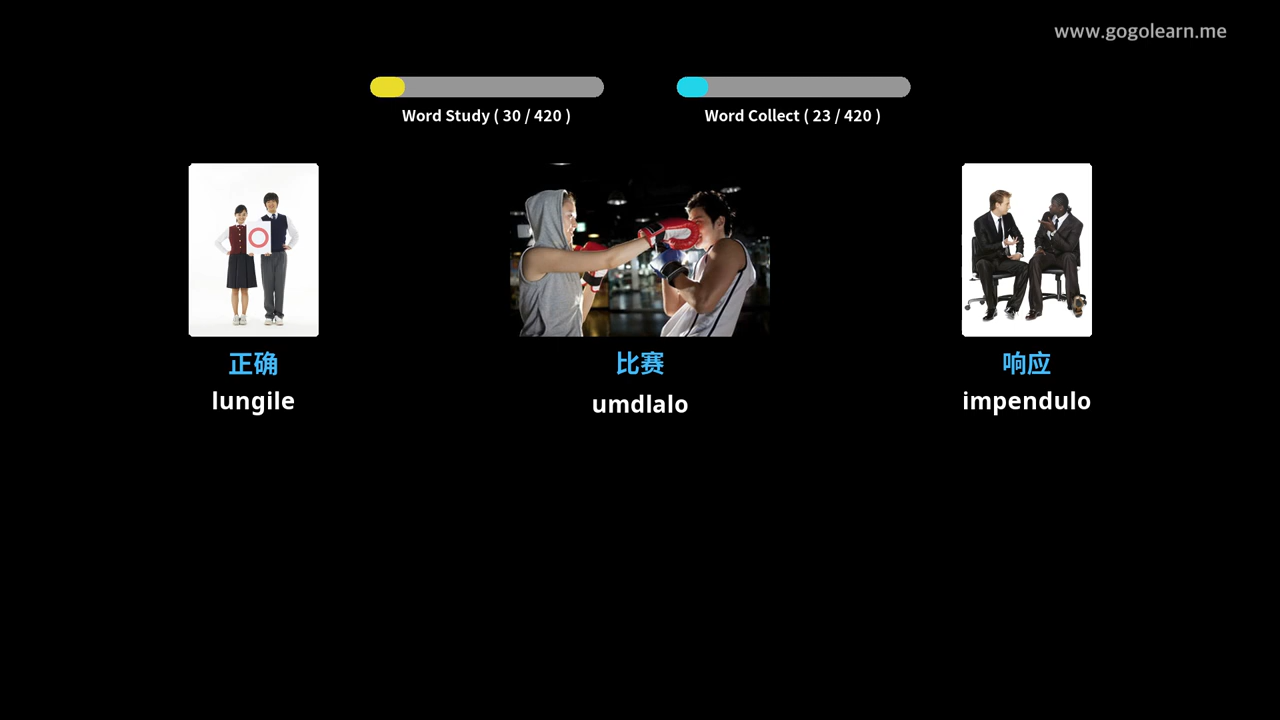 www.gogolearn.me
Word Study ( 30 / 420 )
Word Collect ( 23 / 420 )
正确
lungile
比赛
umdlalo
响应
impendulo